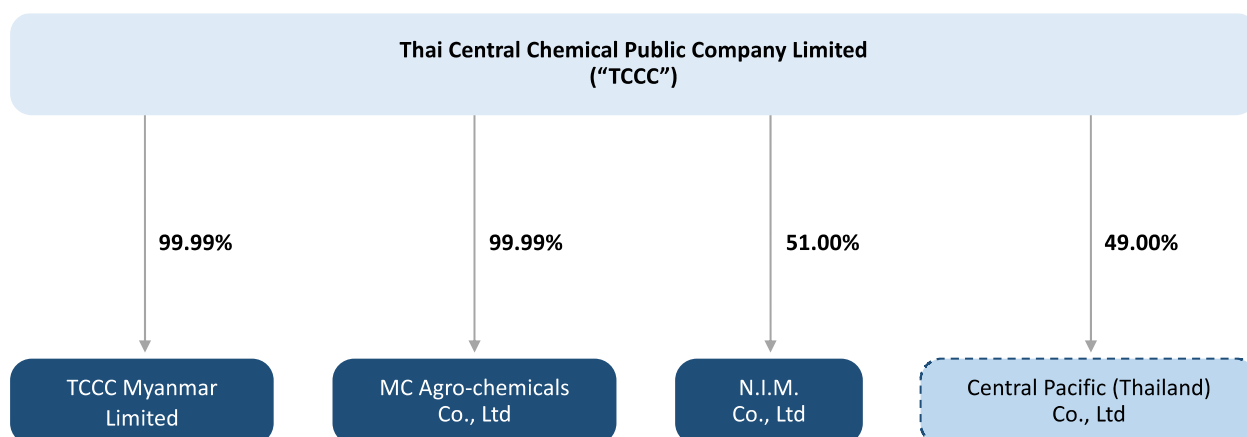 Thai Central Chemical Public Company Limited
(“TCCC”)
99.99%
99.99%
51.00%
49.00%
TCCC Myanmar
Limited
MC Agro-chemicals
Co., Ltd
N.I.M.
Co., Ltd
Central Pacific (Thailand)
Co., Ltd